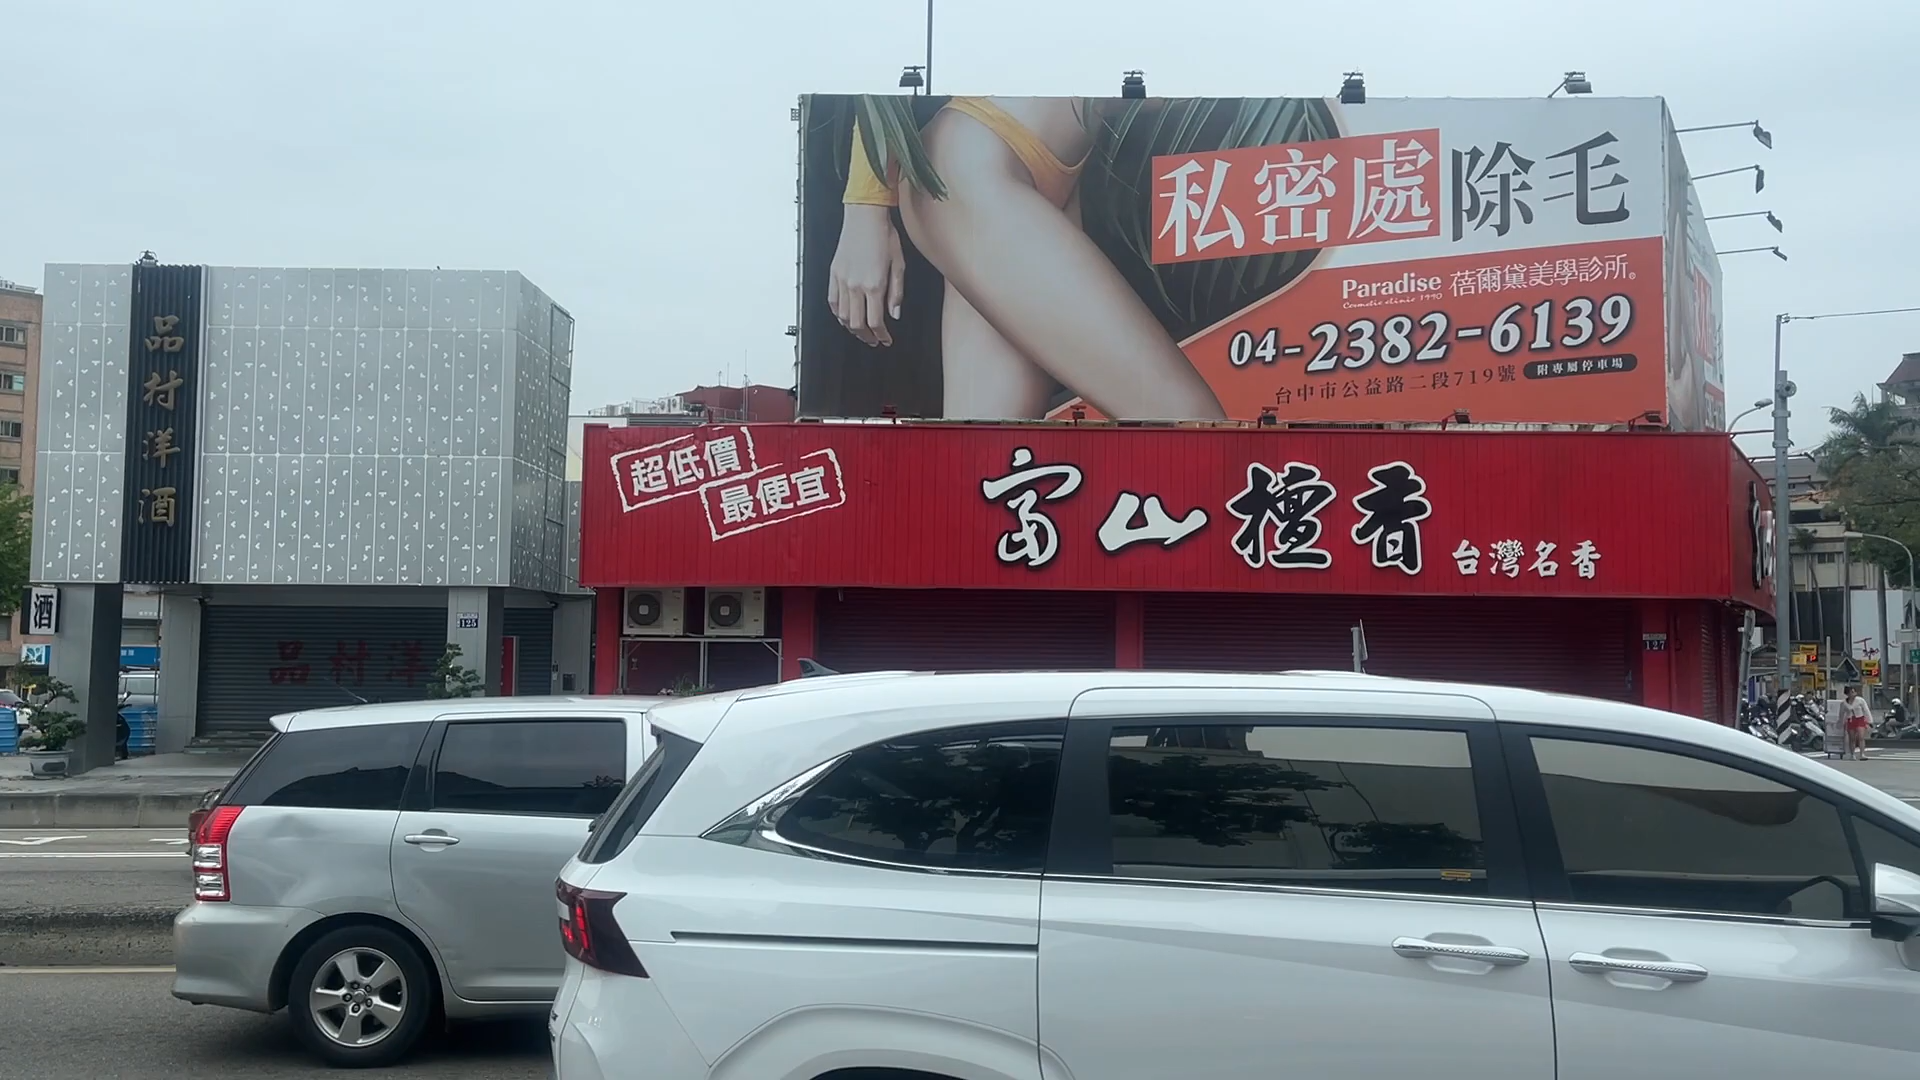 私密處除毛
Paradise 蓓爾黛美學診所。
Cosmetic clinic 1990
04-2382-6139
台中市公益路二段719號 附專屬停車場
品村洋酒
超低價
最便宜
富山檀香 台灣名香
酒
品村洋
125
127